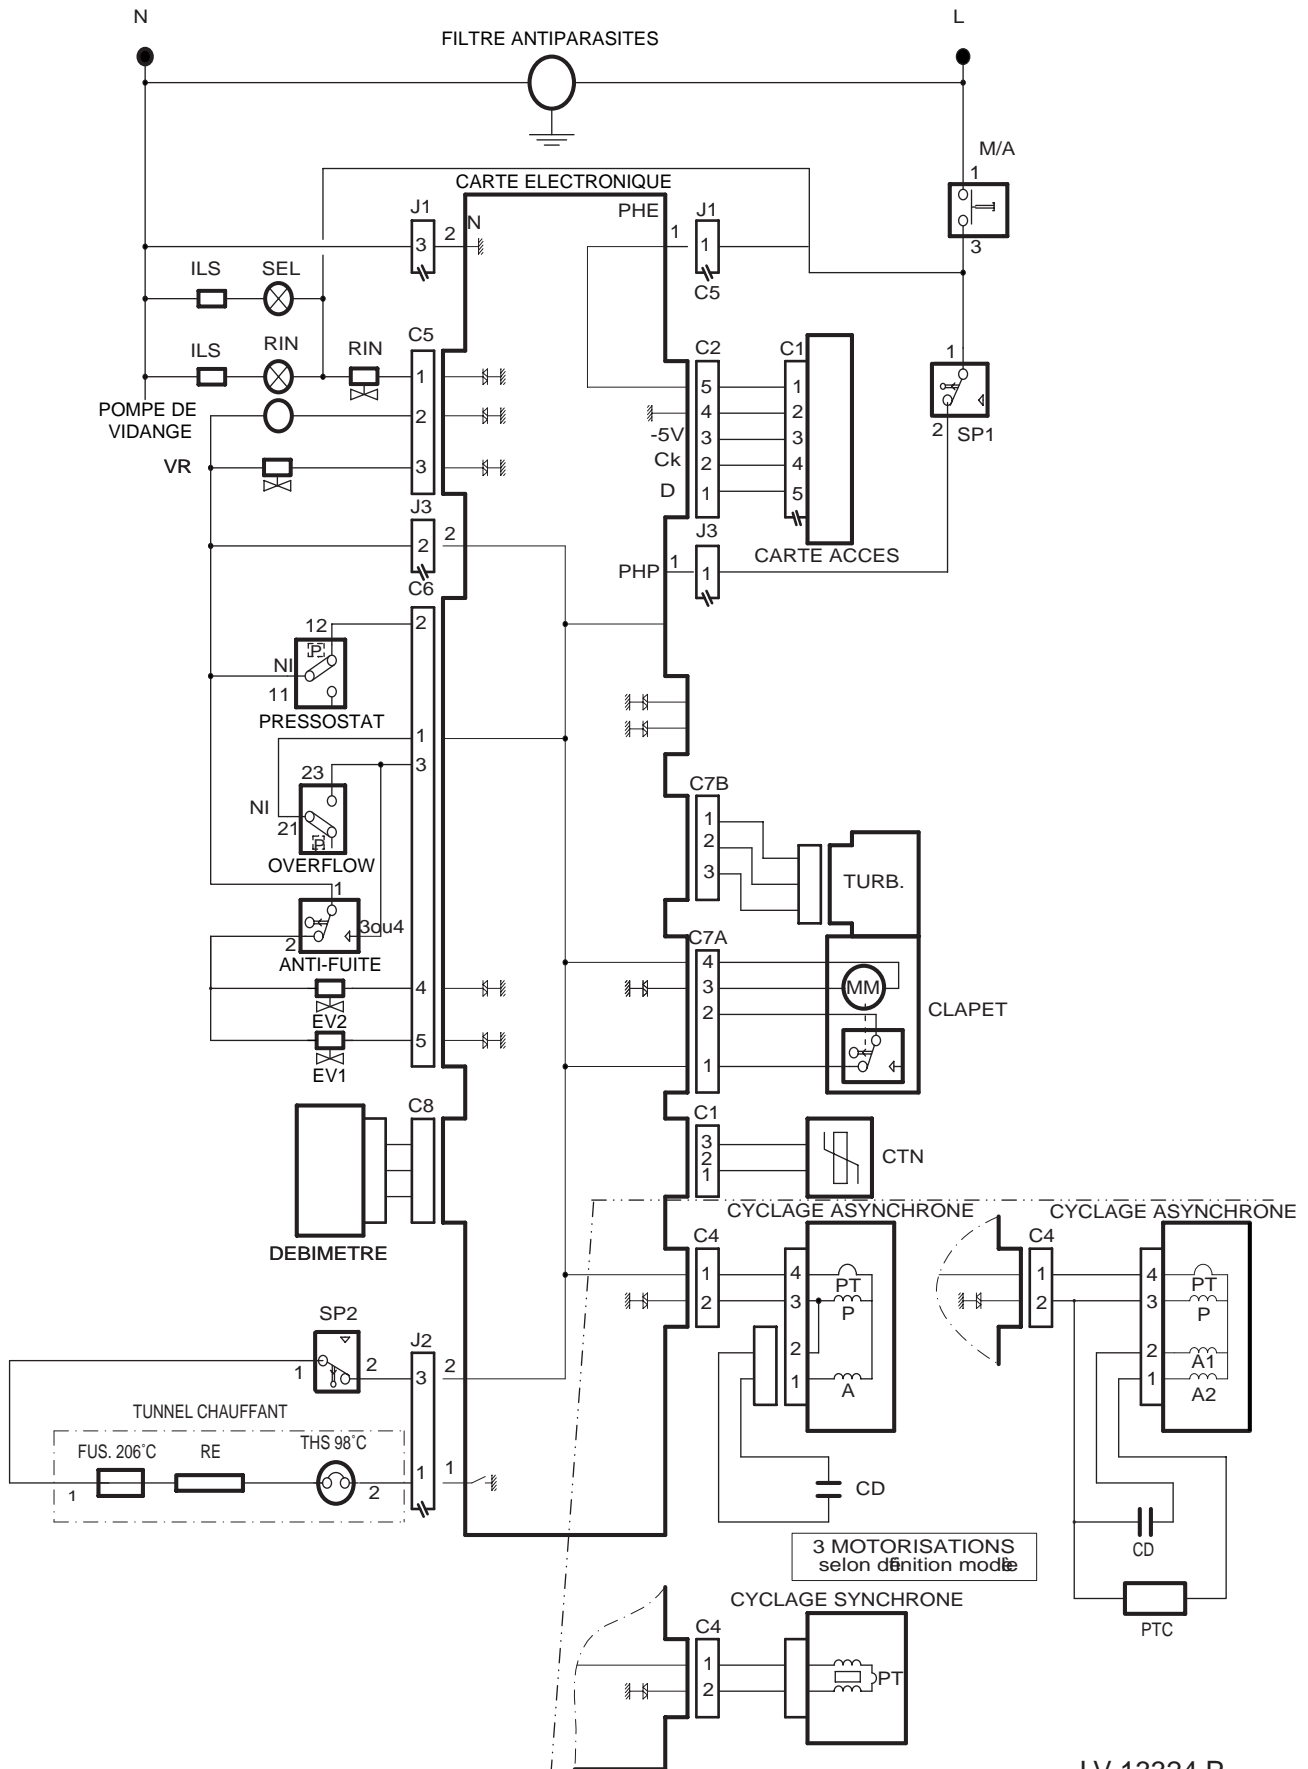 N
L
FILTRE ANTIPARASITES
M/A
1
3
CARTE ELECTRONIQUE
J1
3
2
N
PHE
1
J1
1
C5
ILS
SEL
ILS
RIN
RIN
C5
1
2
3
POMPE DE
VIDANGE
VR
C2
5
4
3
2
1
-5V
Ck
D
C1
1
2
3
4
5
CARTE ACCES
1
2
SP1
J3
2
2
C6
PHP
1
J3
1
2
1
3
4
5
12
NI
11
PRESSOSTAT
23
NI
21
OVERFLOW
1
2
3ou4
ANTI-FUITE
EV2
EV1
C7B
1
2
3
TURB.
C7A
4
3
2
1
MM
CLAPET
C8
DEBIMETRE
C1
3
2
1
CTN
CYCLAGE ASYNCHRONE
C4
1
2
4
3
2
1
PT
P
A
CD
CYCLAGE ASYNCHRONE
C4
1
2
4
3
2
1
PT
P
A1
A2
CD
PTC
SP2
1
2
J2
3
2
1
1
TUNNEL CHAUFFANT
FUS. 206°C
RE
THS 98°C
1
2
3 MOTORISATIONS
selon
CYCLAGE SYNCHRONE
C4
1
2
PT